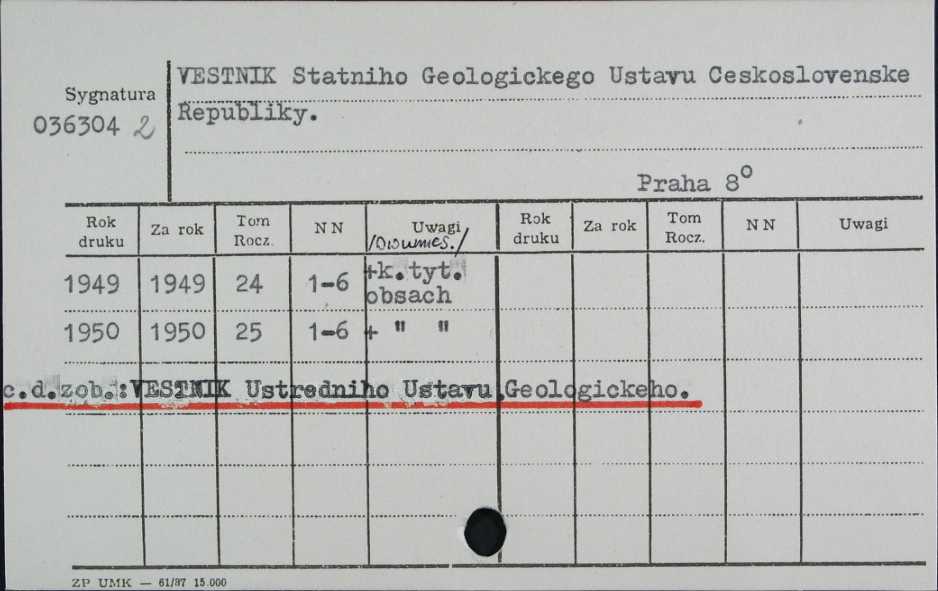 VESTNIK Statniho Geologickego Ustavu Ceskoslovenske
Sygnatura
Republiky.
036304 2
Praha 8°
Rok druku Za rok Tom Rocz. NN Uwagi Rok druku Za rok Tom Rocz. NN Uwagi
/Dwumies./
1949 1949 24 1-6 +k.tyt. obsach
1950 1950 25 1-6 + " "
c.d.zob.:VESTNIK Ustredniho Ustavu Geologickeho.
ZP UMK — 61/87 15.000